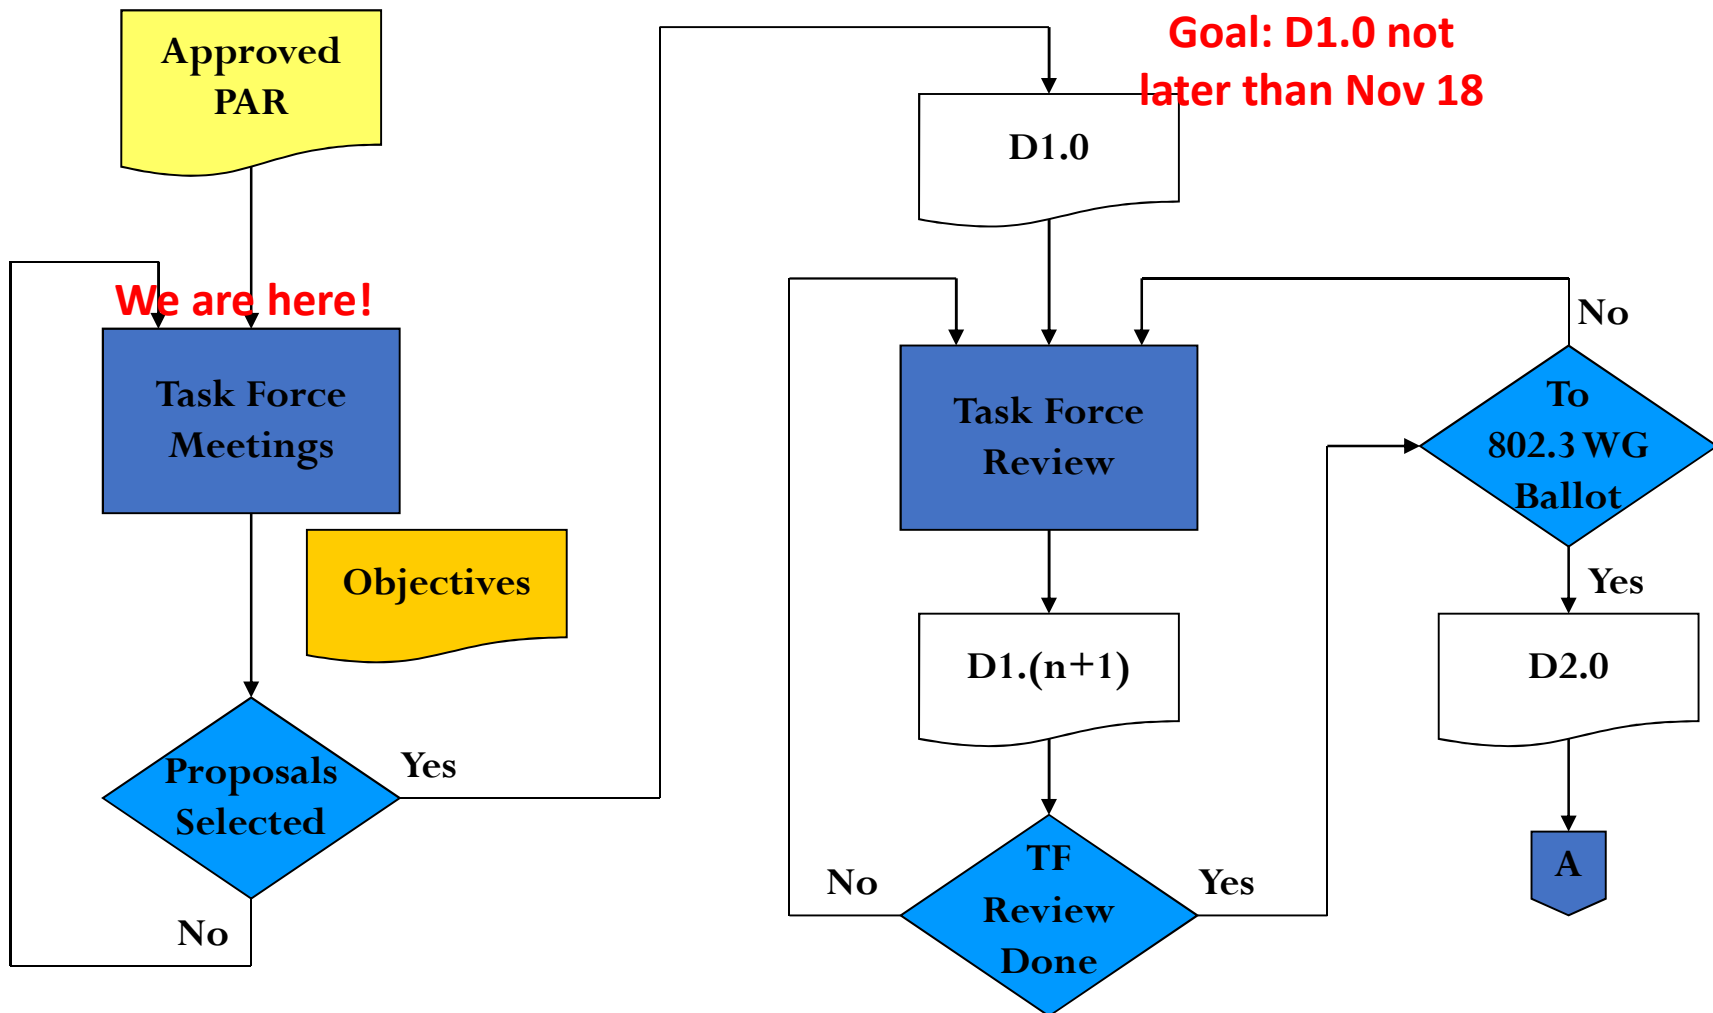 Approved
PAR
We are here!
Task Force
Meetings
Objectives
Proposals
Selected
Yes
No
Goal: D1.0 not
later than Nov 18
D1.0
Task Force
Review
D1.(n+1)
TF
Review
Done
No
Yes
To
802.3 WG
Ballot
No
Yes
D2.0
A